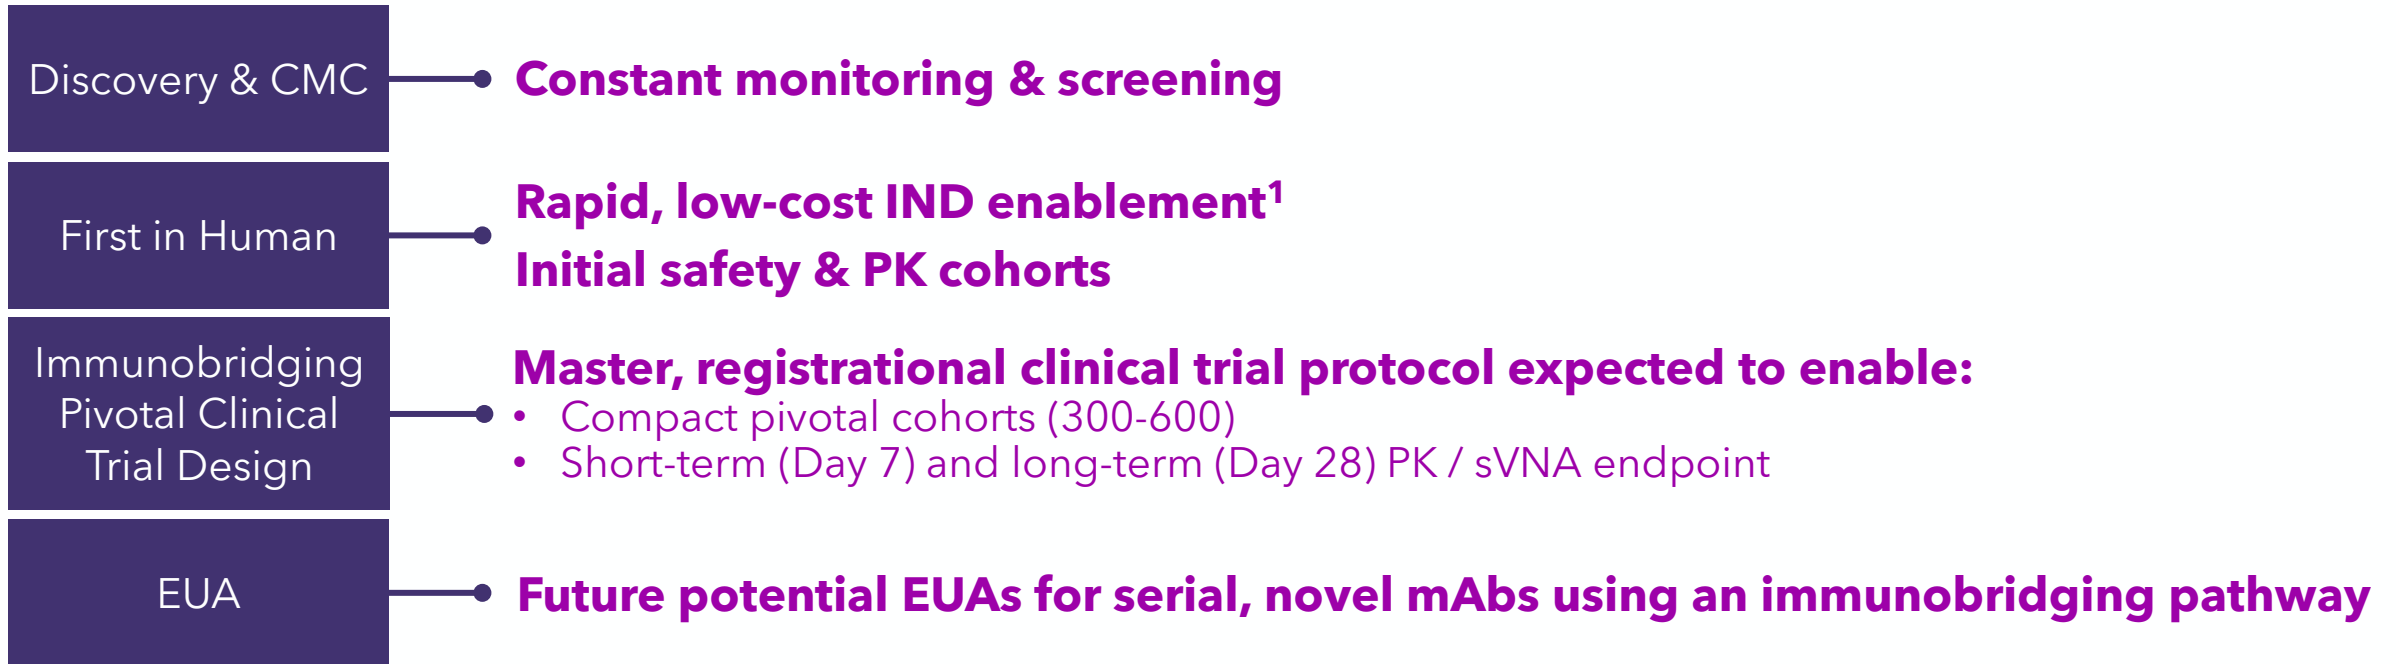 Discovery & CMC
Constant monitoring & screening
First in Human
Rapid, low-cost IND enablement¹
Initial safety & PK cohorts
Immunobridging
Pivotal Clinical
Trial Design
Master, registrational clinical trial protocol expected to enable:
• Compact pivotal cohorts (300-600)
• Short-term (Day 7) and long-term (Day 28) PK / sVNA endpoint
EUA
Future potential EUAs for serial, novel mAbs using an immunobridging pathway